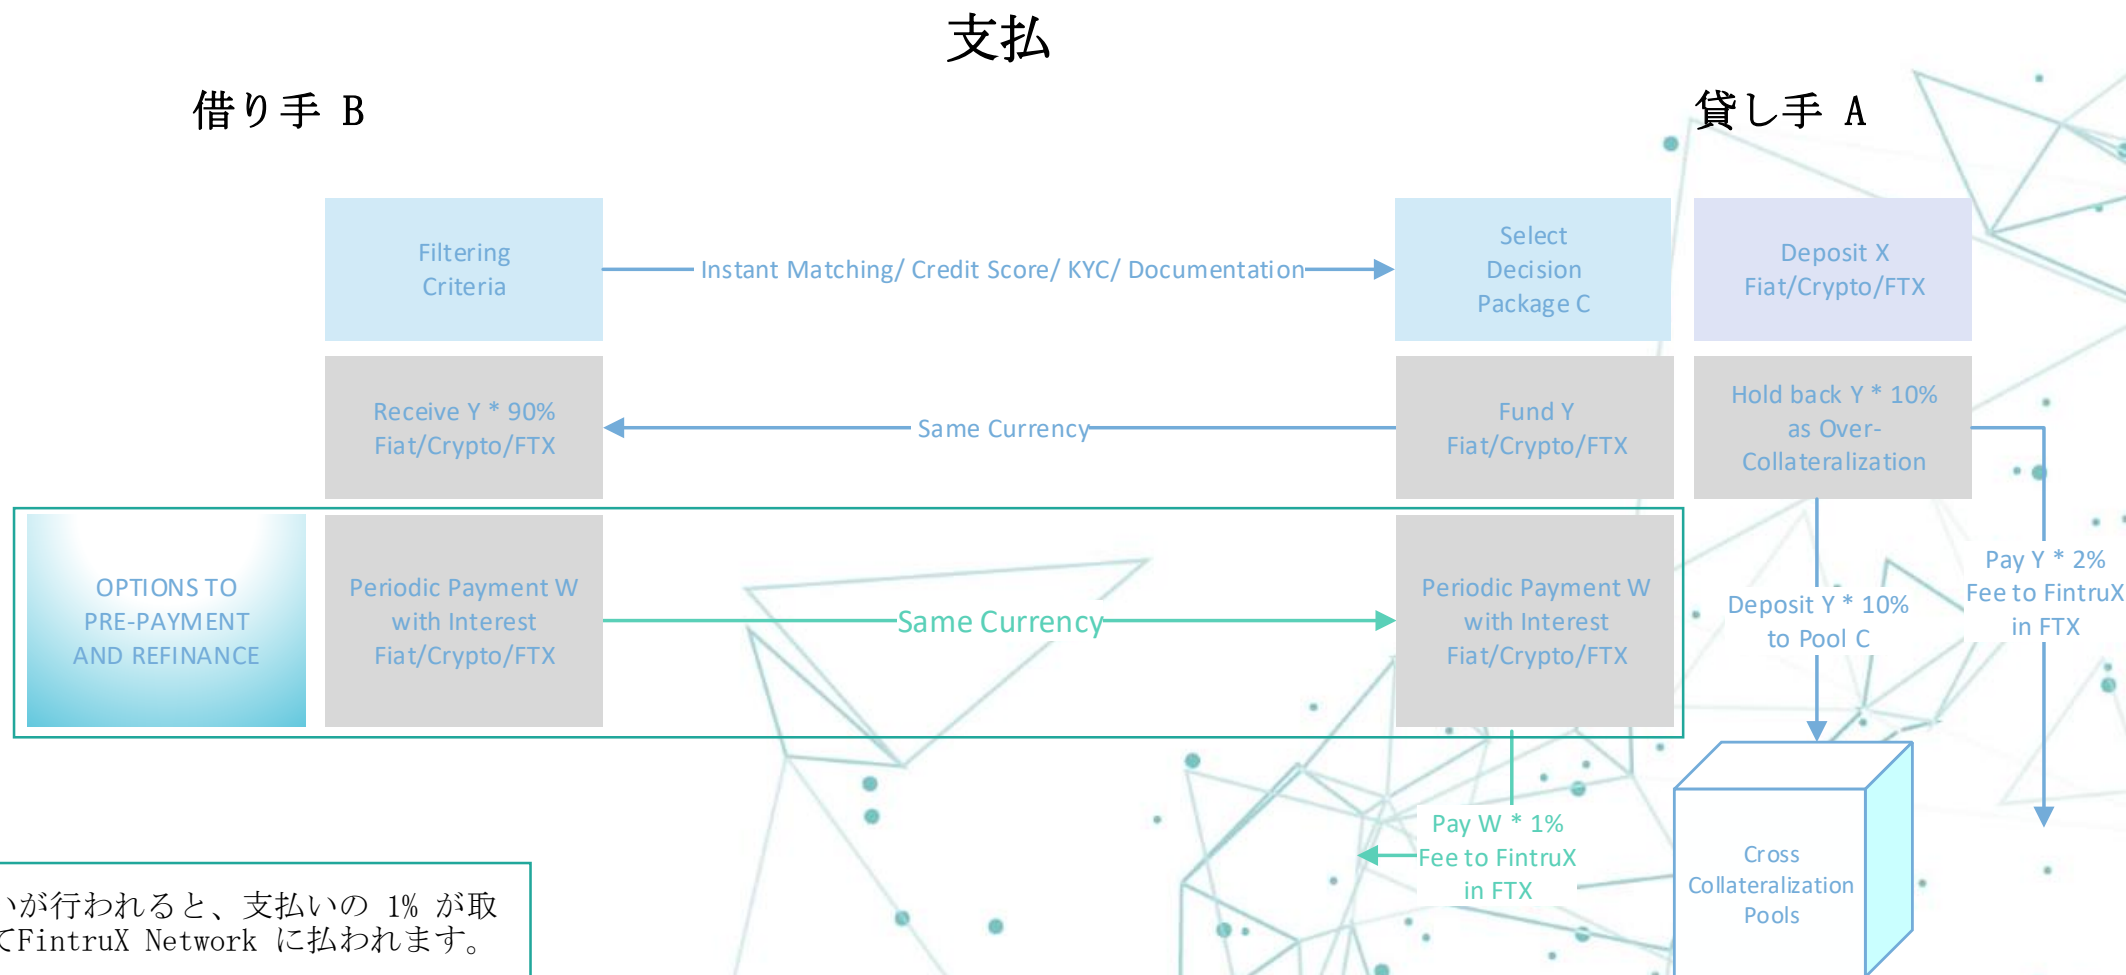 支払
借り手 B
貸し手 A
Filtering
Criteria
Instant Matching/ Credit Score/ KYC/ Documentation
Select
Decision
Package C
Deposit X
Fiat/Crypto/FTX
Receive Y * 90%
Fiat/Crypto/FTX
Same Currency
Fund Y
Fiat/Crypto/FTX
Hold back Y * 10%
as Over-
Collateralization
OPTIONS TO
PRE-PAYMENT
AND REFINANCE
Periodic Payment W
with Interest
Fiat/Crypto/FTX
Same Currency
Periodic Payment W
with Interest
Fiat/Crypto/FTX
Deposit Y * 10%
to Pool C
Pay Y * 2%
Fee to FintruX
in FTX
Pay W * 1%
Fee to FintruX
in FTX
Cross
Collateralization
Pools
いが行われると、支払いの 1% が取
てFintruX Network に払われます。